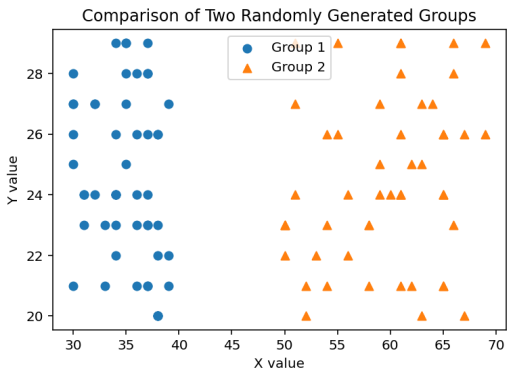 Comparison of Two Randomly Generated Groups
Group 1
Group 2
Y value
28
26
24
22
20
30 35 40 45 50 55 60 65 70
X value